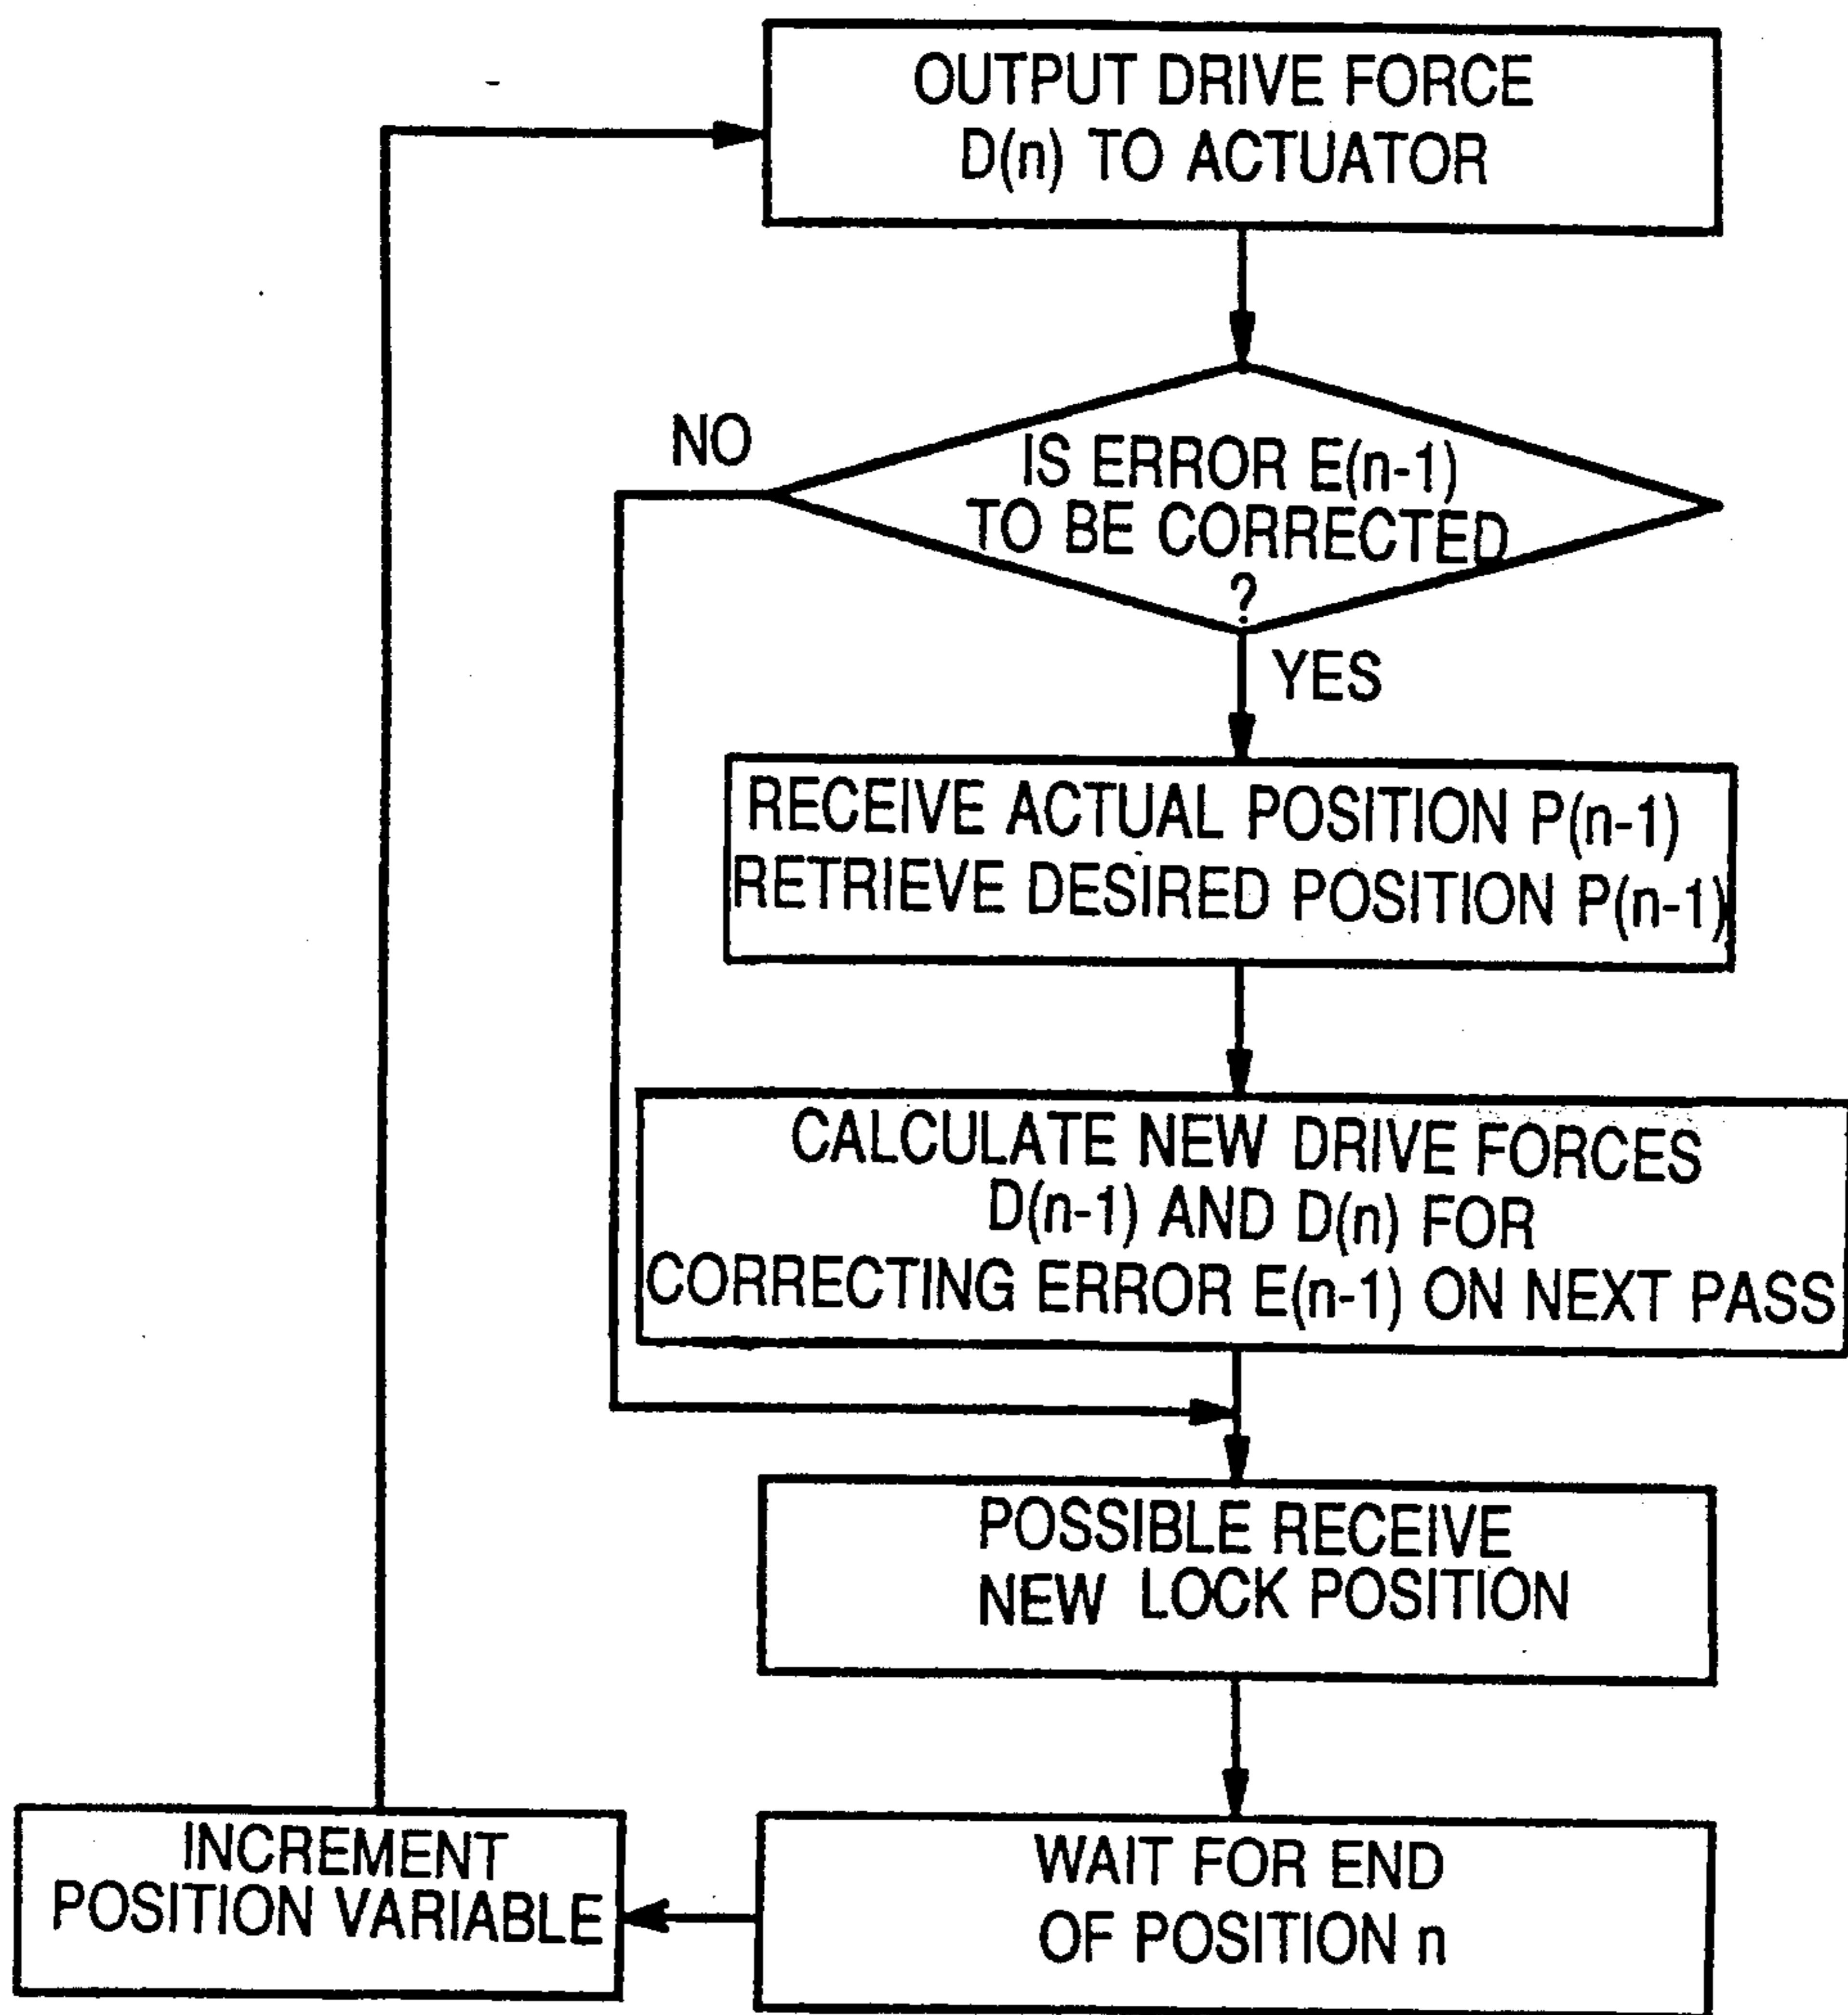 OUTPUT DRIVE FORCE
D(n) TO ACTUATOR
NO
IS ERROR E(n-1)
TO BE CORRECTED
?
YES
RECEIVE ACTUAL POSITION P(n-1)
RETRIEVE DESIRED POSITION P(n-1)
CALCULATE NEW DRIVE FORCES
D(n-1) AND D(n) FOR
CORRECTING ERROR E(n-1) ON NEXT PASS
POSSIBLE RECEIVE
NEW LOCK POSITION
WAIT FOR END
OF POSITION n
INCREMENT
POSITION VARIABLE